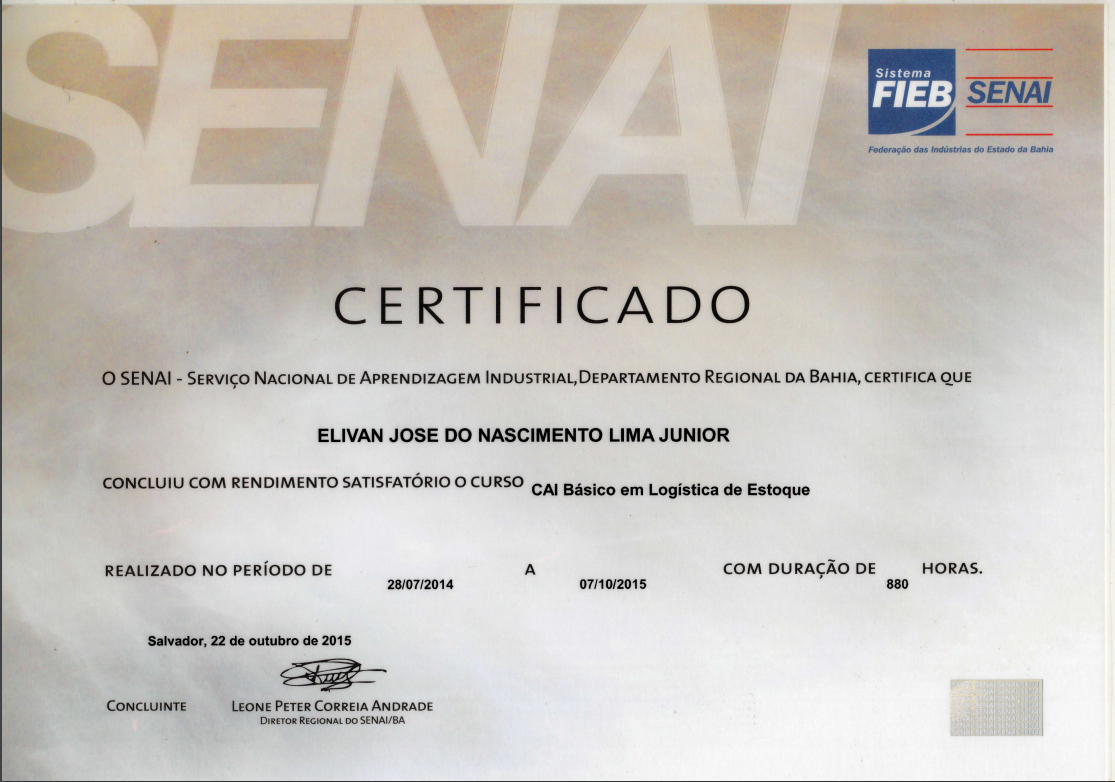 SENAI
Sistema
FIEB SENAI
Federação das Indústrias do Estado da Bahia
CERTIFICADO
O SENAI - SERVIÇO NACIONAL DE APRENDIZAGEM INDUSTRIAL,DEPARTAMENTO REGIONAL DA BAHIA, CERTIFICA QUE
ELIVAN JOSE DO NASCIMENTO LIMA JUNIOR
CONCLUIU COM RENDIMENTO SATISFATÓRIO O CURSO CAI Básico em Logística de Estoque
REALIZADO NO PERÍODO DE 28/07/2014 A 07/10/2015 COM DURAÇÃO DE 880 HORAS.
Salvador, 22 de outubro de 2015
CONCLUINTE LEONE PETER CORREIA ANDRADE
DIRETOR REGIONAL DO SENAI/BA